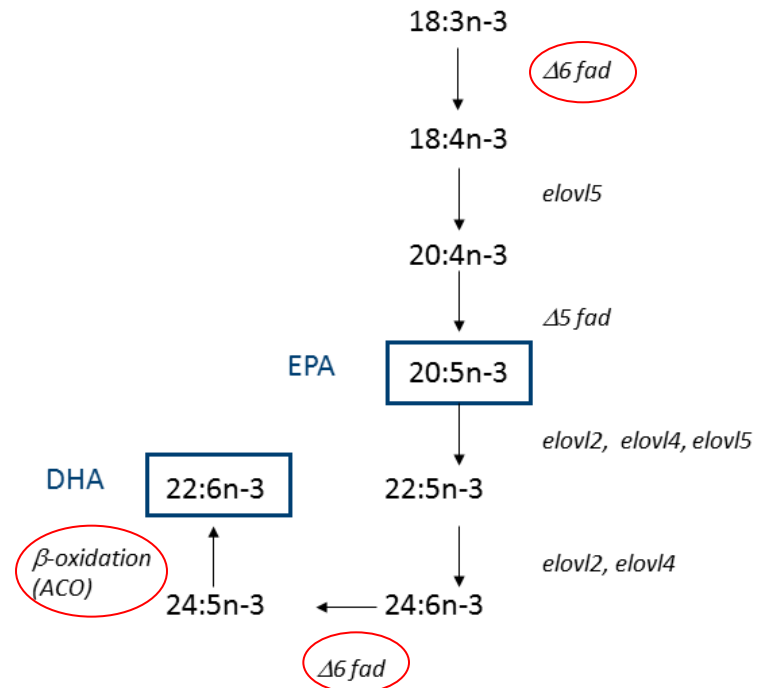 18:3n-3
Δ6 fad
18:4n-3
elovl5
20:4n-3
Δ5 fad
EPA
20:5n-3
elovl2, elovl4, elovl5
DHA
22:6n-3
22:5n-3
β-oxidation
(ACO)
elovl2, elovl4
24:5n-3
24:6n-3
Δ6 fad